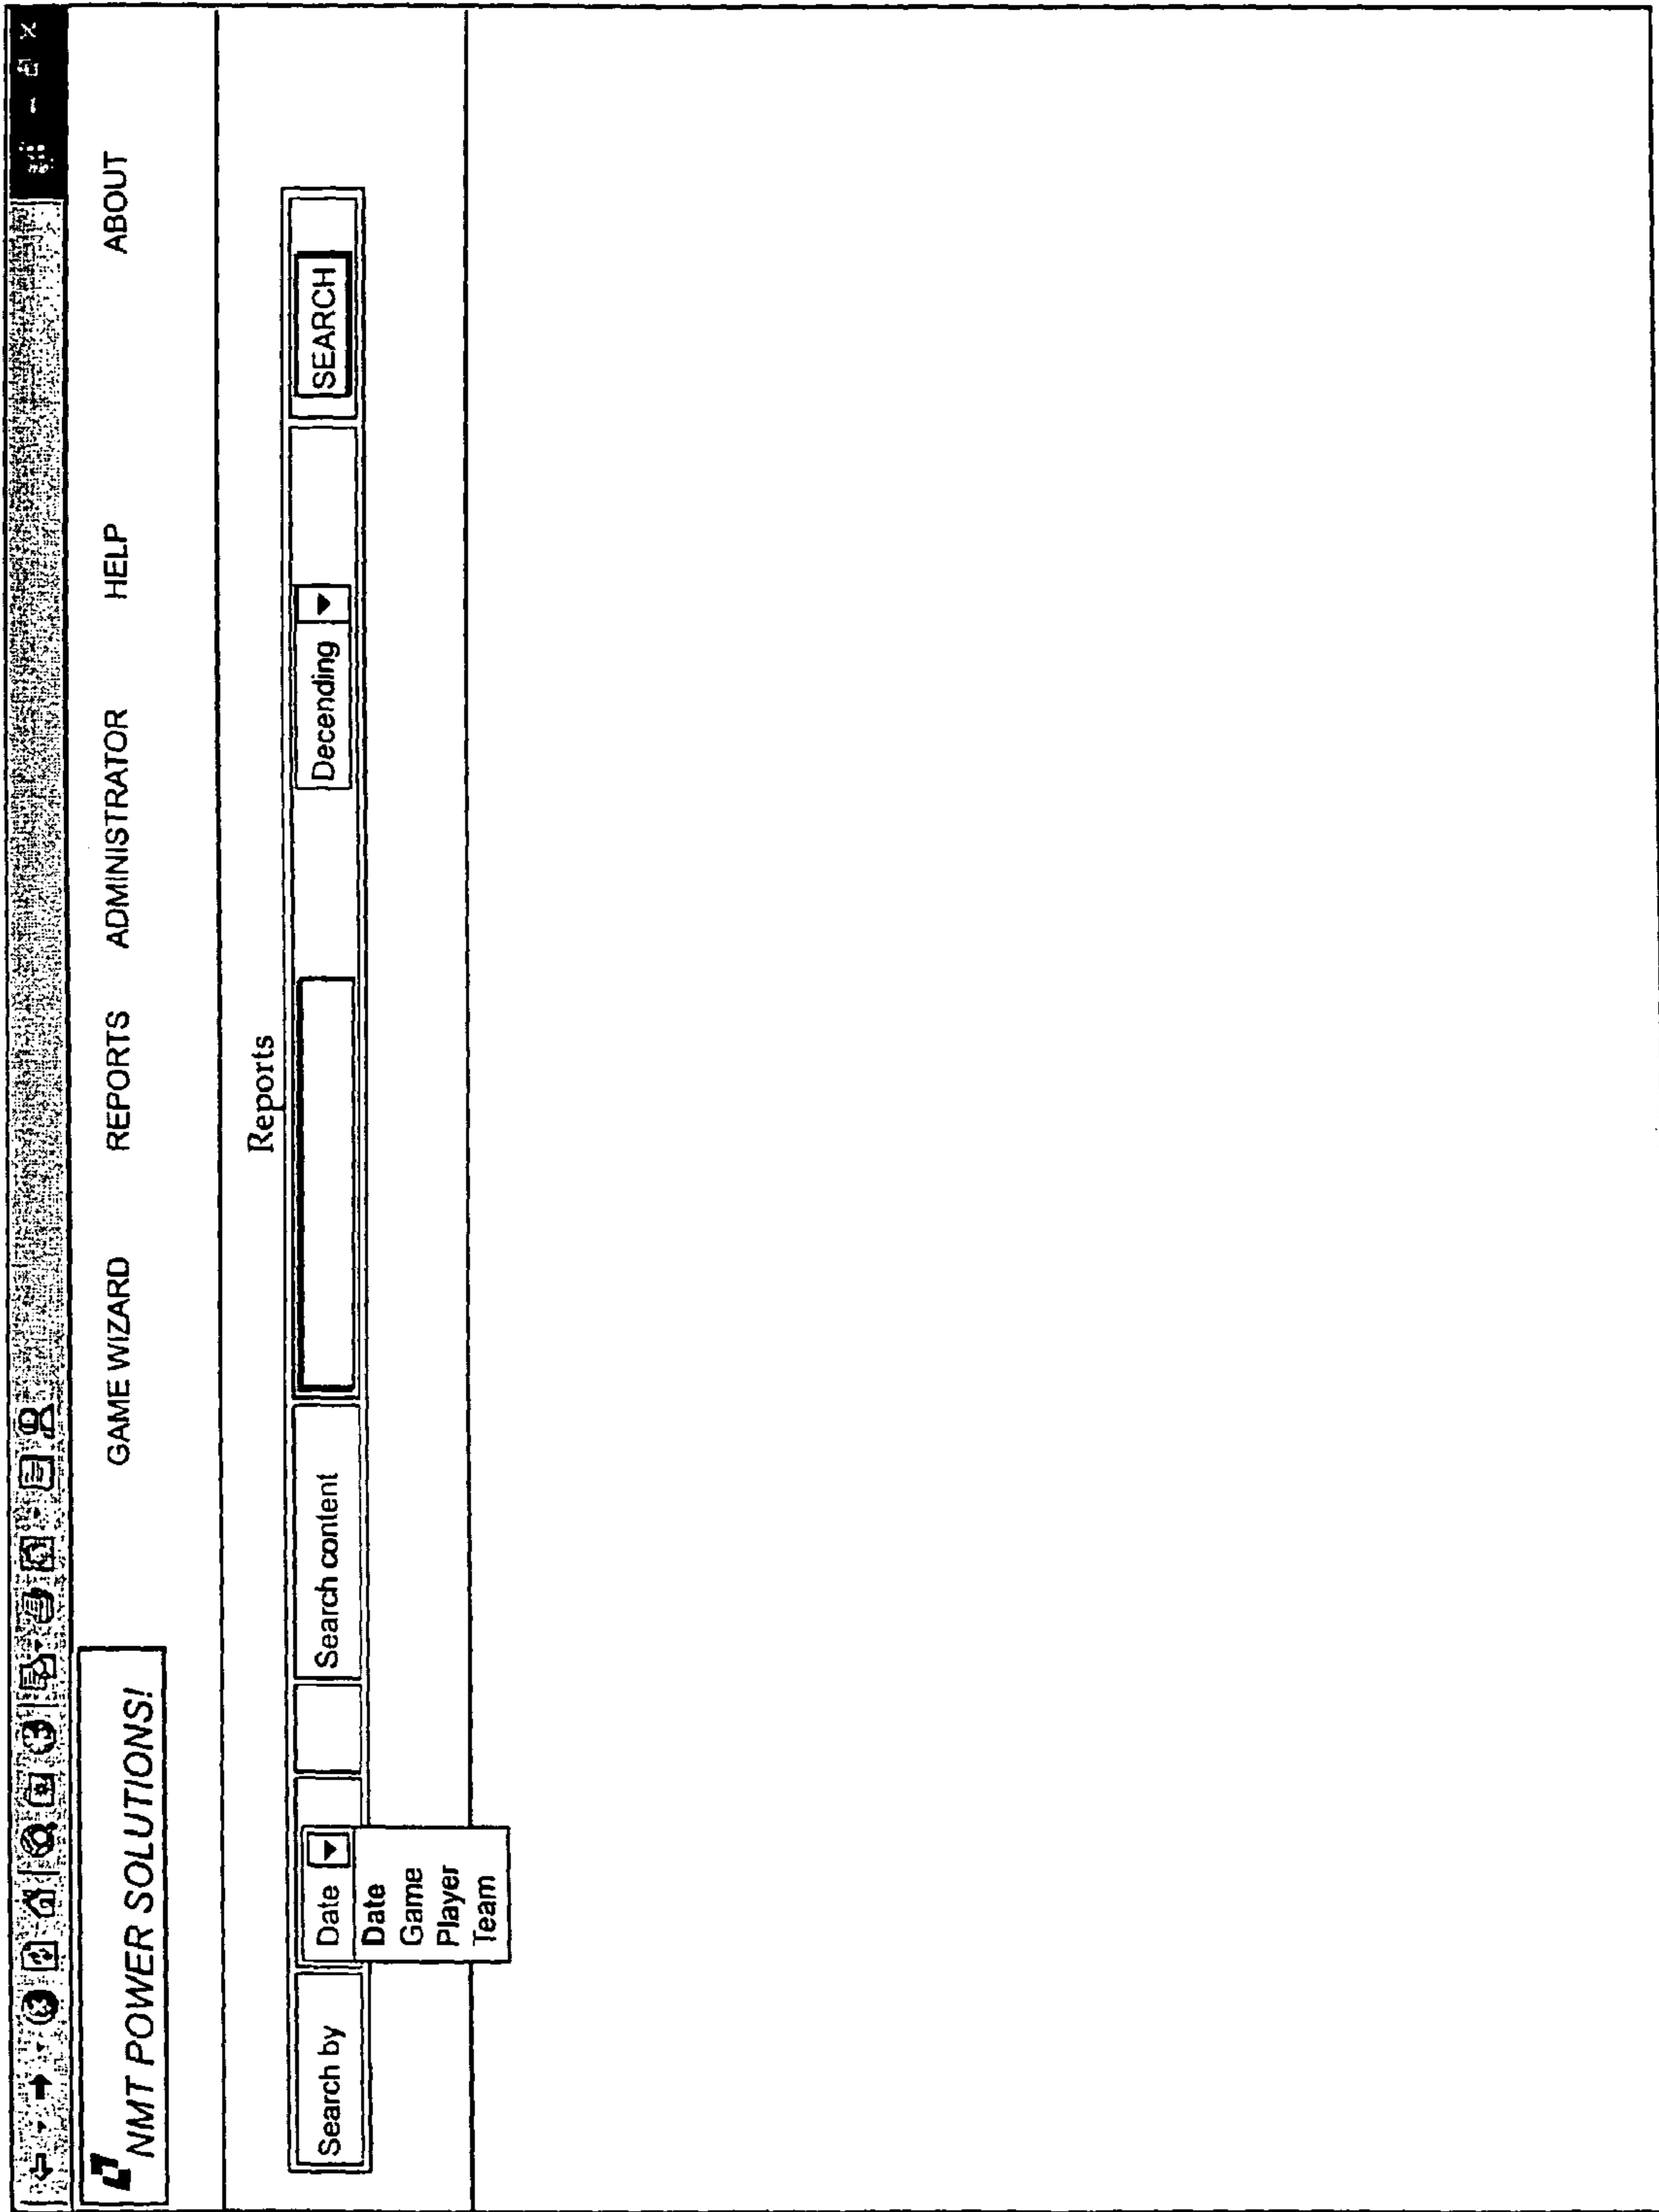 NMT POWER SOLUTIONS!
GAME WIZARD REPORTS ADMINISTRATOR HELP ABOUT
Reports
Search by Date Search content Decending SEARCH
Date
Game
Player
Team